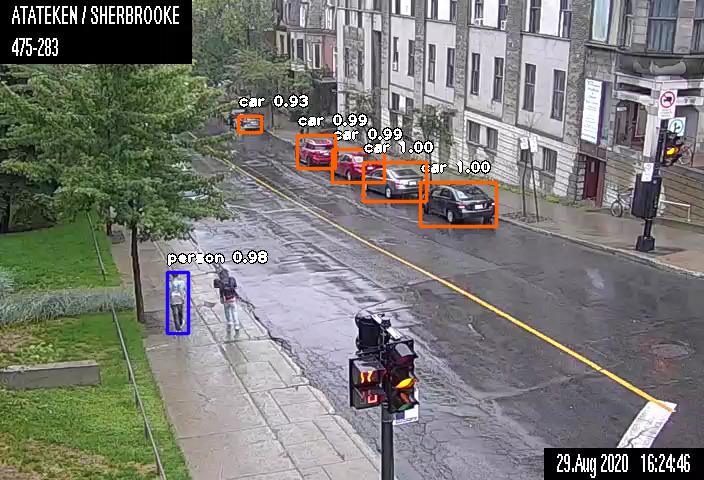 ATATEKEN / SHERBROOKE
475-283
car 0.93
car 0.99
car 0.99
car 1.00
car 1.00
person 0.98
29.Aug 2020 16:24:46